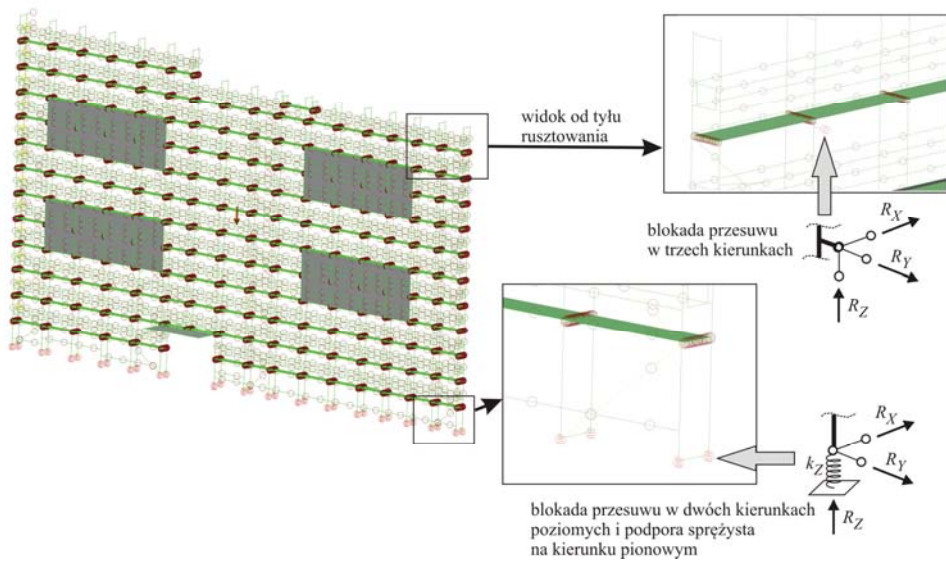 widok od tyłu
rusztowania
blokada przesuwu
w trzech kierunkach
R_X
R_Y
R_Z
R_X
k_Z
R_Y
R_Z
blokada przesuwu w dwóch kierunkach
poziomych i podpora sprężysta
na kierunku pionowym